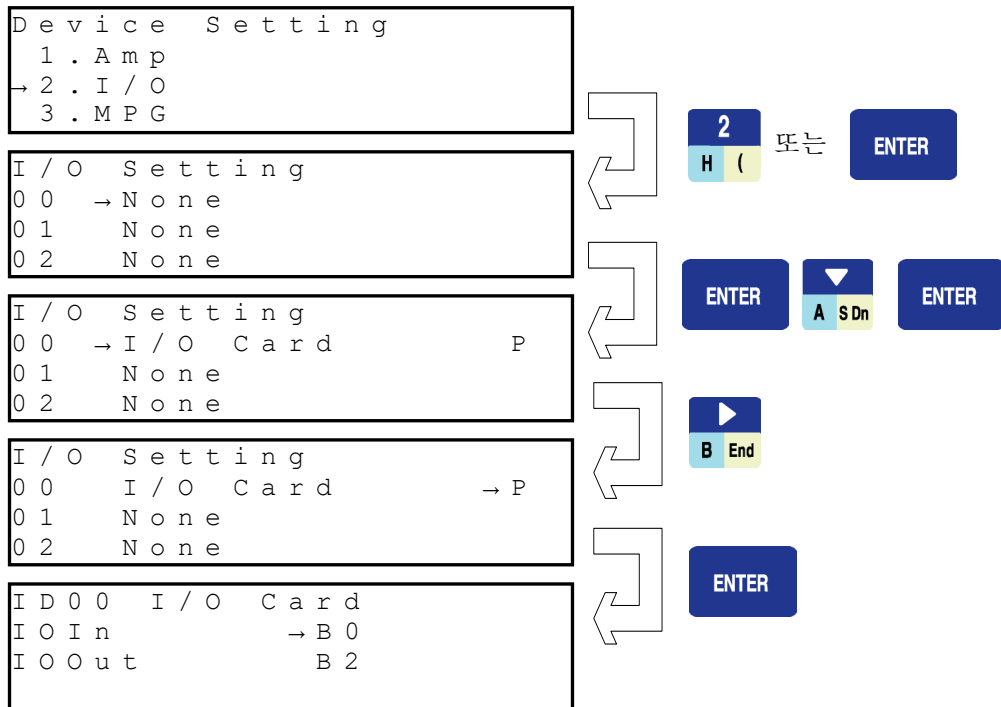 Device Setting
1.Amp
→2.I/O
3.MPG
2
H (
또는
ENTER
I/O Setting
00 →None
01 None
02 None
ENTER
A S Dn
ENTER
I/O Setting
00 →I/O Card P
01 None
02 None
B End
I/O Setting
00 I/O Card →P
01 None
02 None
ENTER
ID00 I/O Card
IOIn →B0
IOOut B2